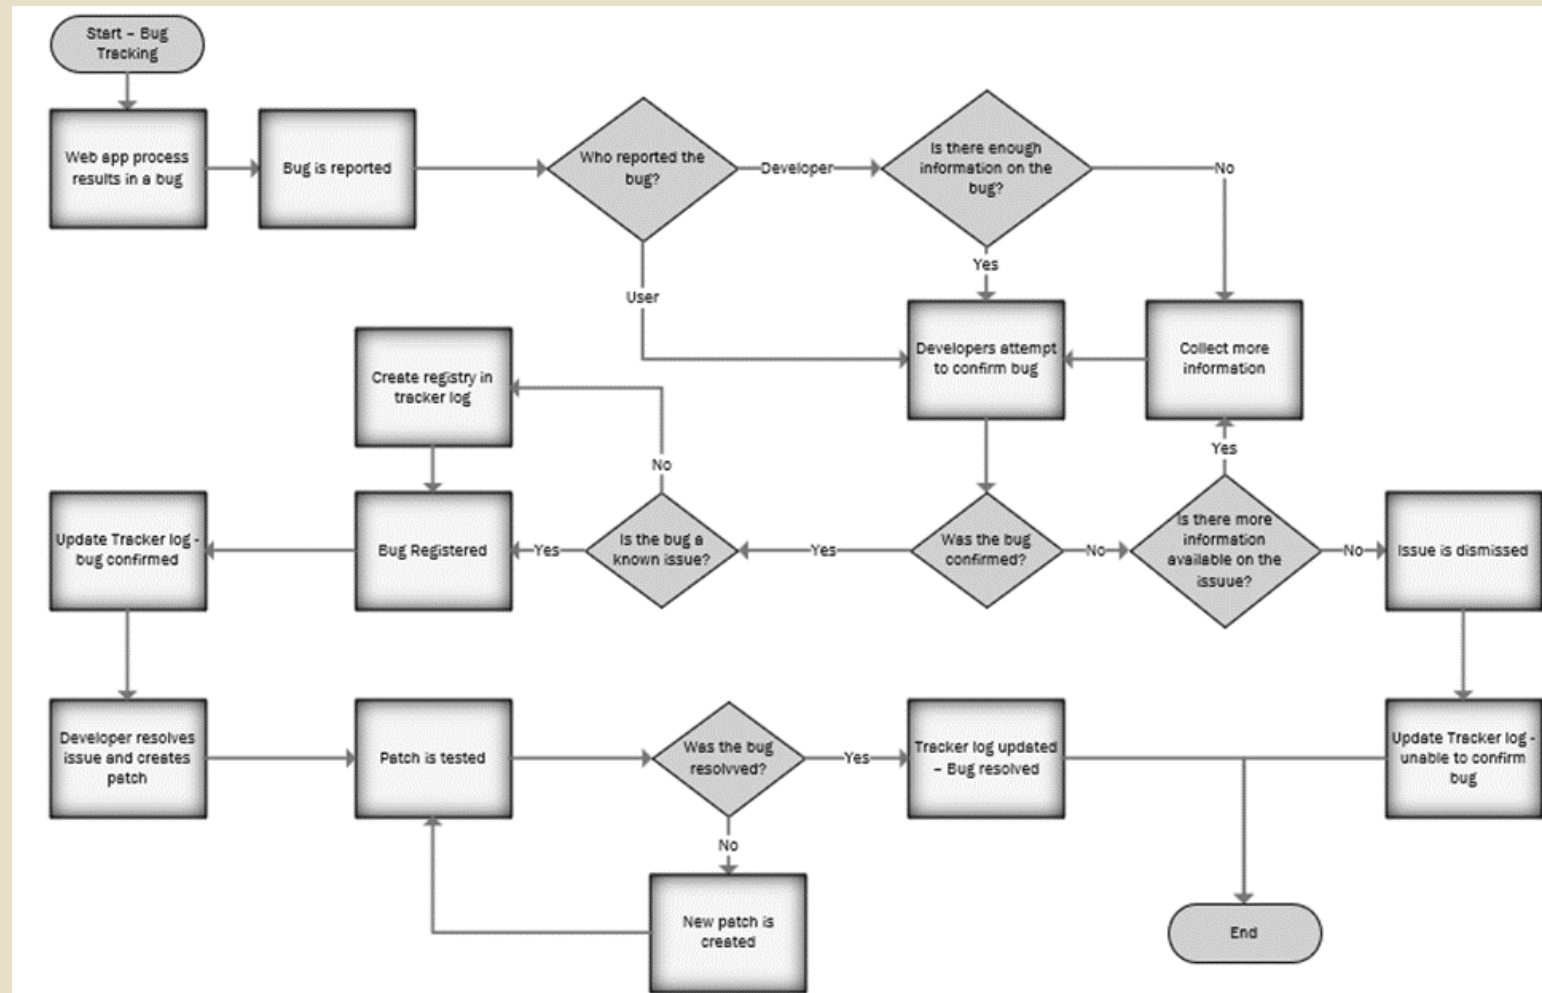 Start – Bug
Tracking
Web app process
results in a bug
Bug is reported
Who reported the
bug?
Developer
Is there enough
information on the
bug?
No
Yes
User
Create registry in
tracker log
Developers attempt
to confirm bug
Collect more
information
No
Yes
Update Tracker log -
bug confirmed
Bug Registered
Yes
Is the bug a
known issue?
Yes
Was the bug
confirmed?
No
Is there more
information
available on the
issuue?
No
Issue is dismissed
Developer resolves
issue and creates
patch
Patch is tested
Was the bug
resolvved?
Yes
Tracker log updated
– Bug resolved
Update Tracker log -
unable to confirm
bug
No
New patch is
created
End